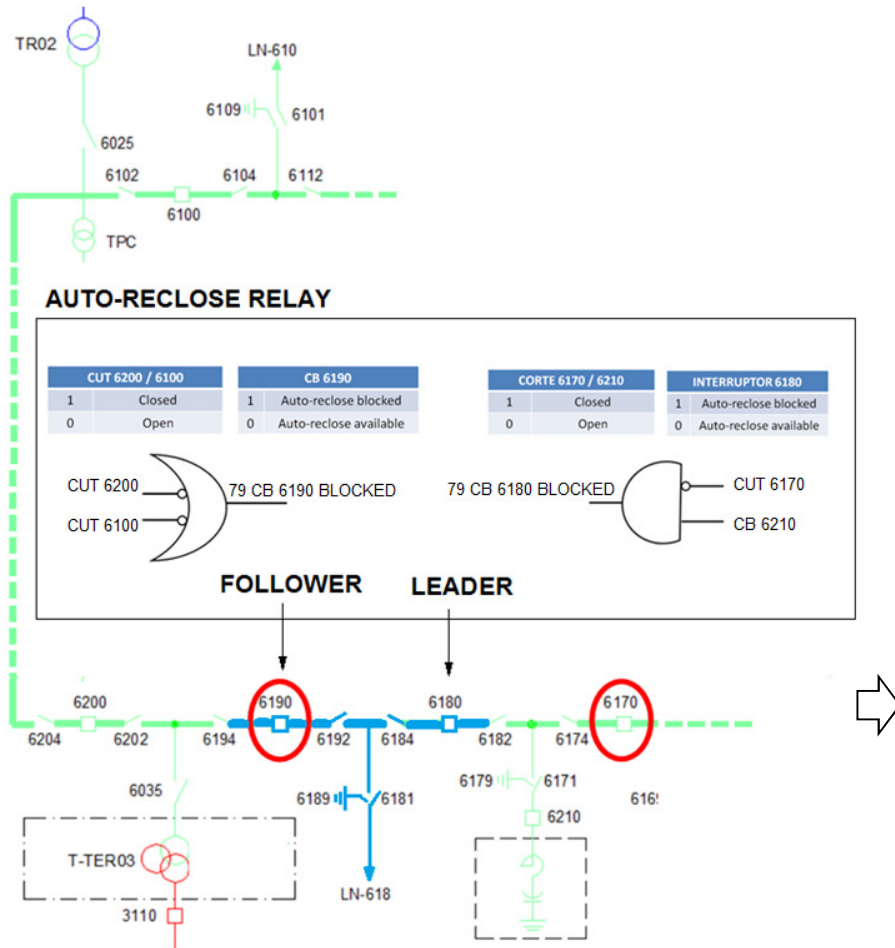 TR02
LN-610
6109
6101
6025
6102
6104
6112
6100
TPC
AUTO-RECLOSE RELAY
CUT 6200 / 6100
1 Closed
0 Open
CB 6190
1 Auto-reclose blocked
0 Auto-reclose available
CORTE 6170 / 6210
1 Closed
0 Open
INTERRUPTOR 6180
1 Auto-reclose blocked
0 Auto-reclose available
CUT 6200
CUT 6100
79 CB 6190 BLOCKED
79 CB 6180 BLOCKED
CUT 6170
CB 6210
FOLLOWER
LEADER
6200
6190
6180
6170
6204
6202
6194
6192
6184
6182
6174
6035
6189
6181
6179
6171
6210
T-TER03
3110
LN-618